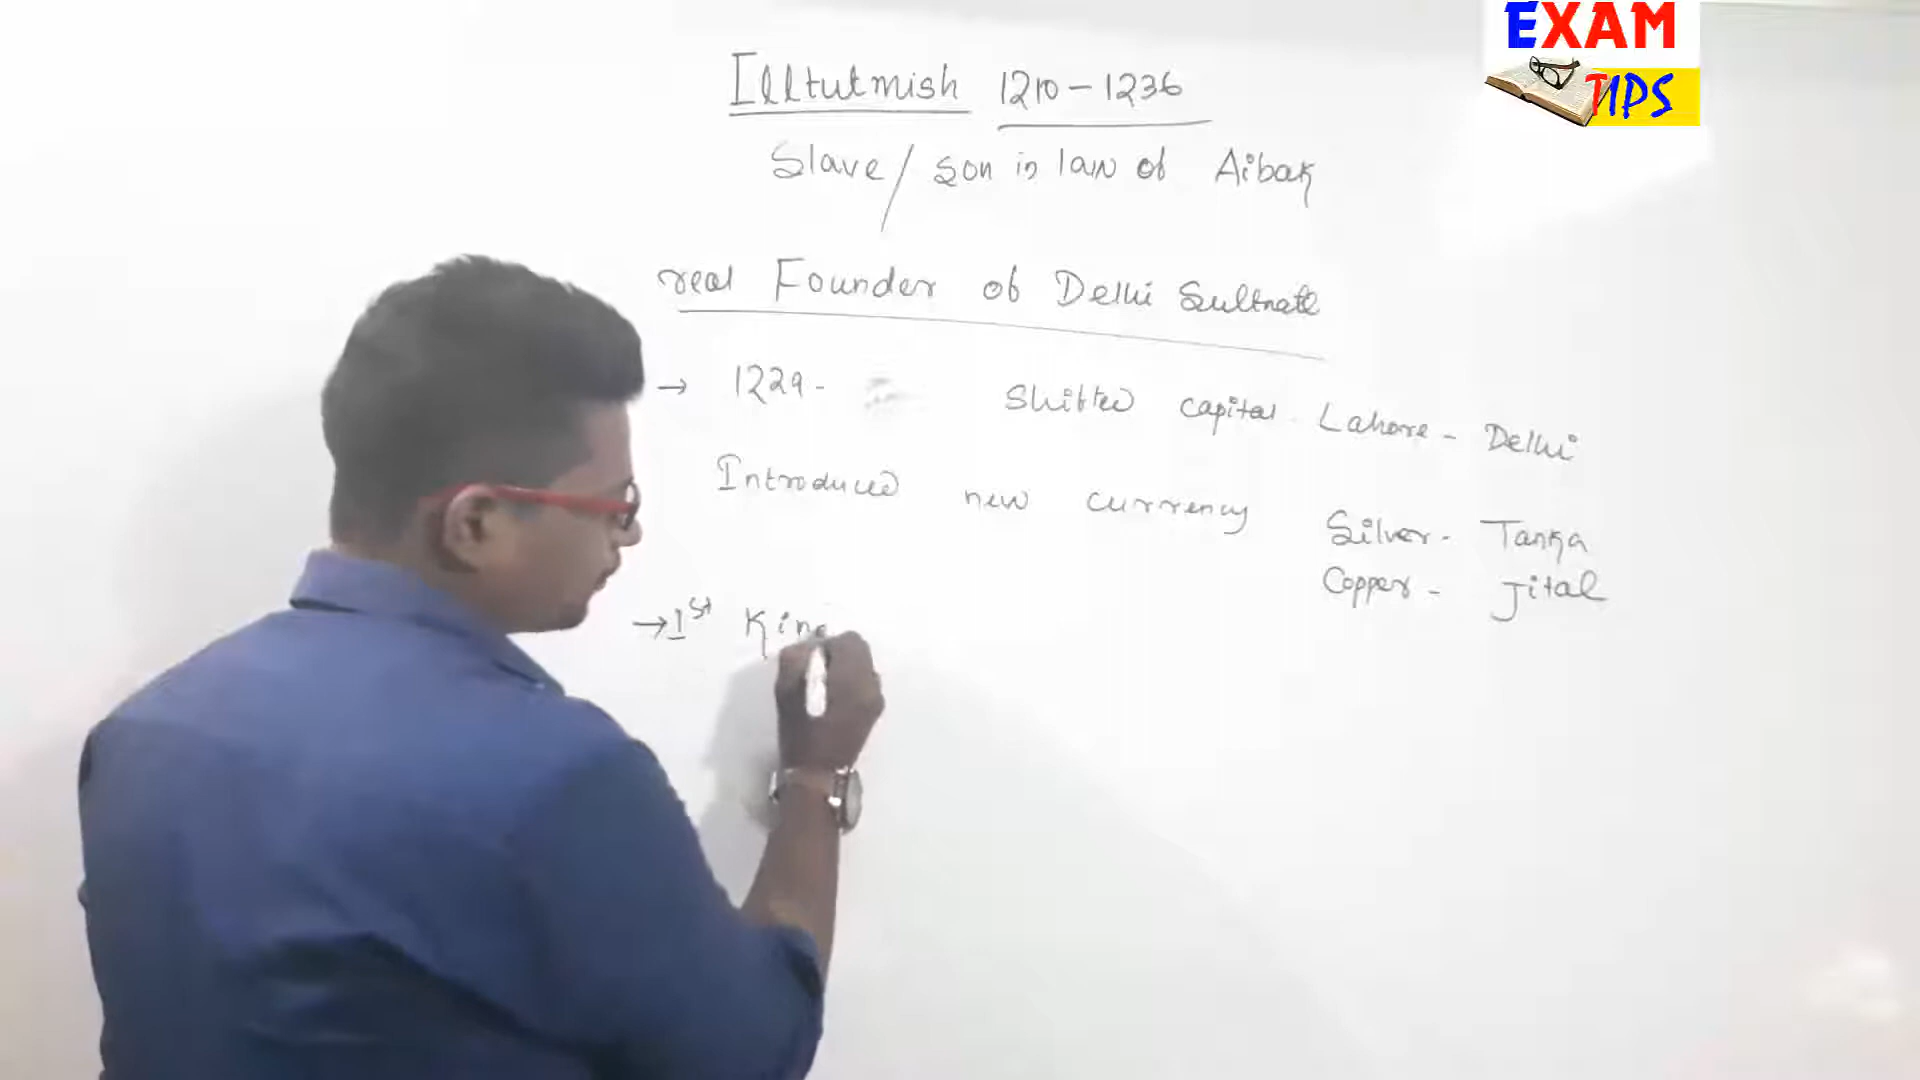 EXAM
TIPS
Illtutmish 1210-1236
Slave/ son in law of Aibak
real Founder of Delhi Sultnate
→ 1229- Shifted capital - Lahore - Delhi
Introduced new currency Silver- Tanka
Copper- Jital
→ 1st King